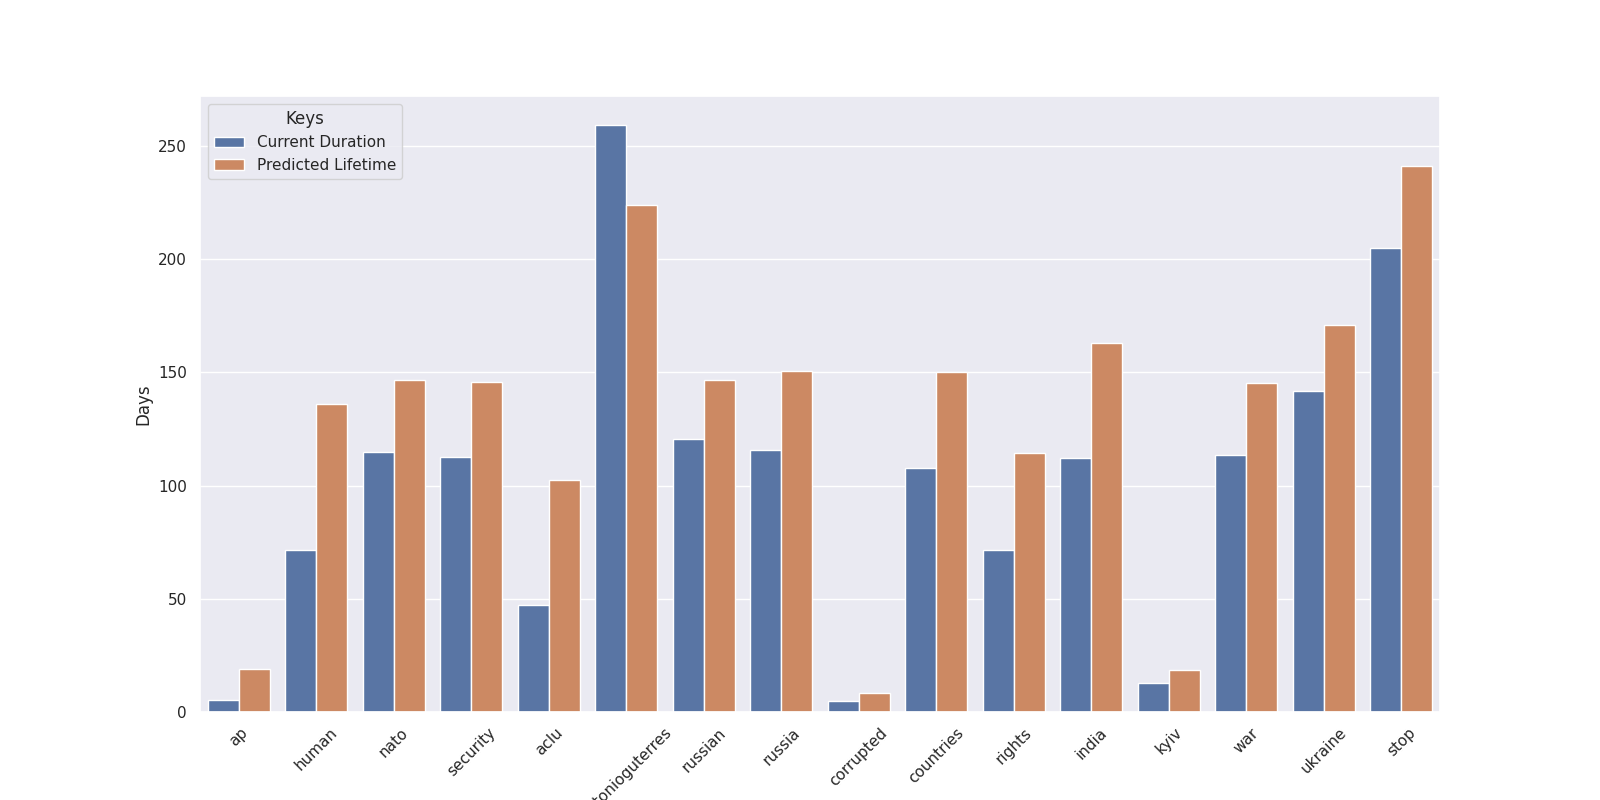 Keys
Current Duration
Predicted Lifetime
250
200
150
100
50
0
Days
ap
human
nato
security
aclu
tonioguterres
russian
russia
corrupted
countries
rights
india
kyiv
war
ukraine
stop